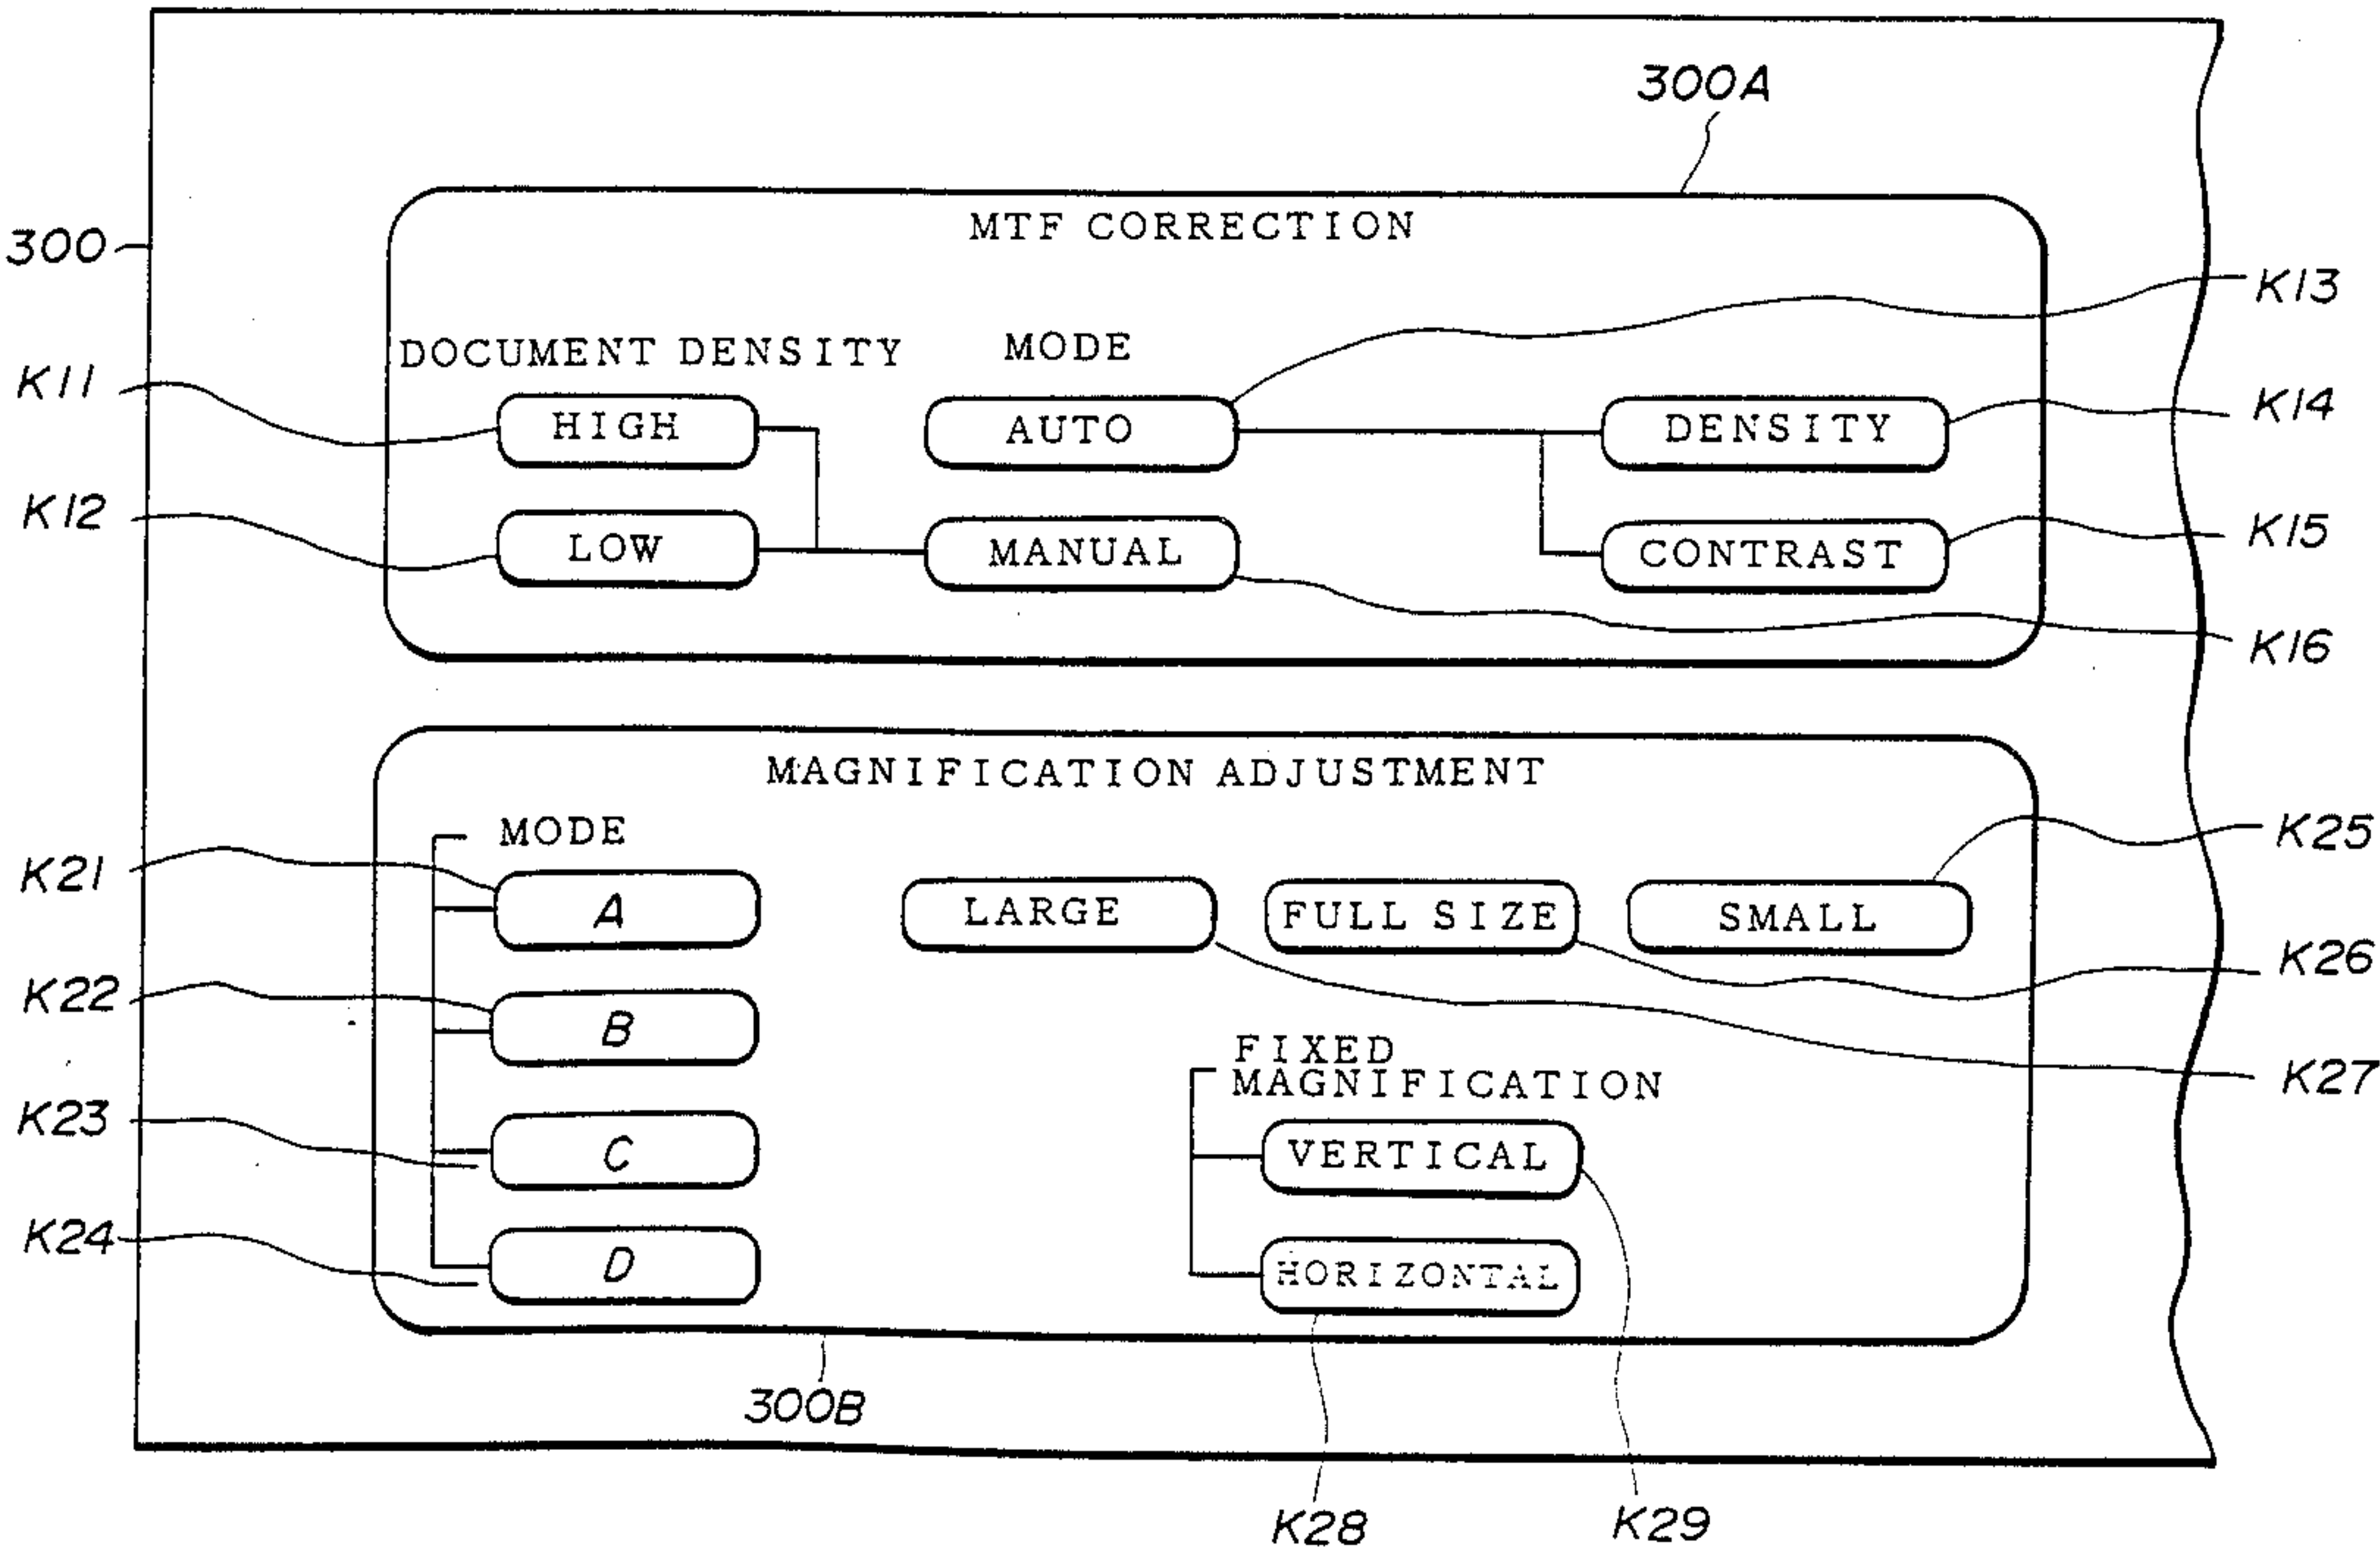 300A
MTF CORRECTION
300
K13
DOCUMENT DENSITY MODE
K11
HIGH AUTO DENSITY
K14
K12
LOW MANUAL CONTRAST
K15
K16
MAGNIFICATION ADJUSTMENT
MODE
K25
K21
A LARGE FULL SIZE SMALL
K26
K22
B
FIXED
MAGNIFICATION
K27
K23
C VERTICAL
K24
D HORIZONTAL
300B
K28 K29